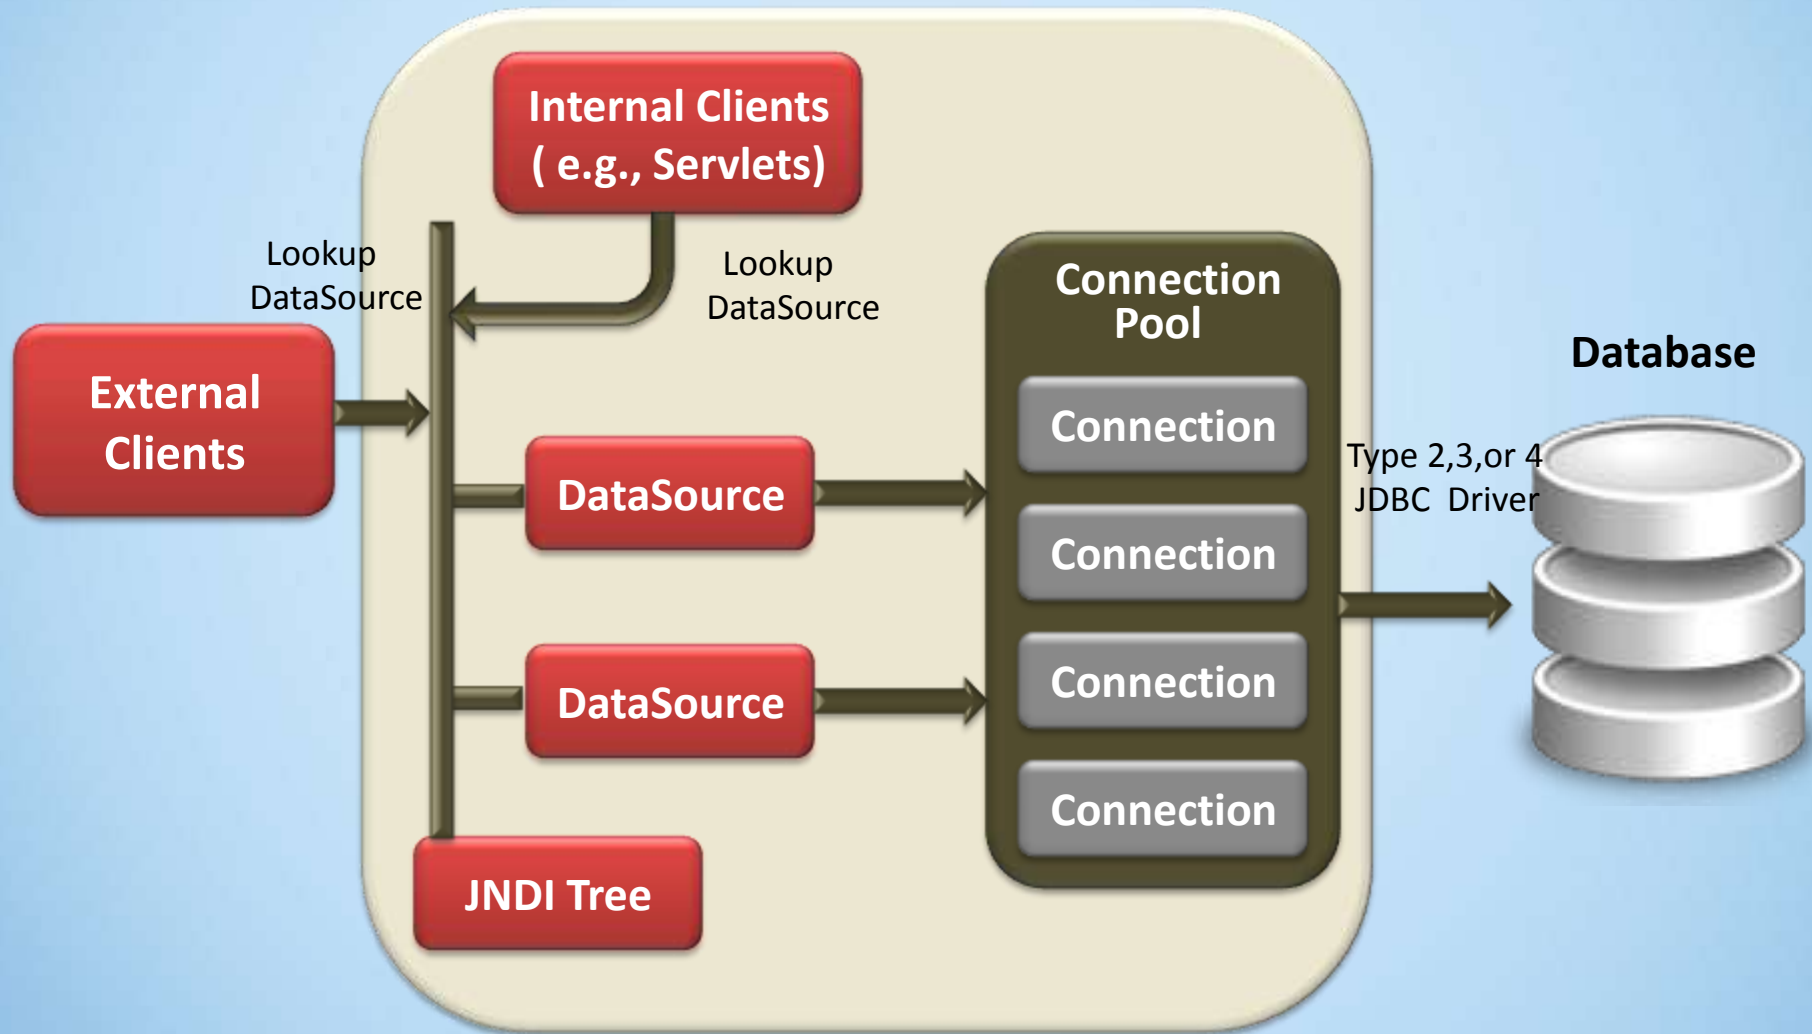 Internal Clients
( e.g., Servlets)
Lookup
DataSource
Lookup
DataSource
External
Clients
DataSource
DataSource
JNDI Tree
Connection
Pool
Connection
Connection
Connection
Connection
Type 2,3,or 4
JDBC  Driver
Database